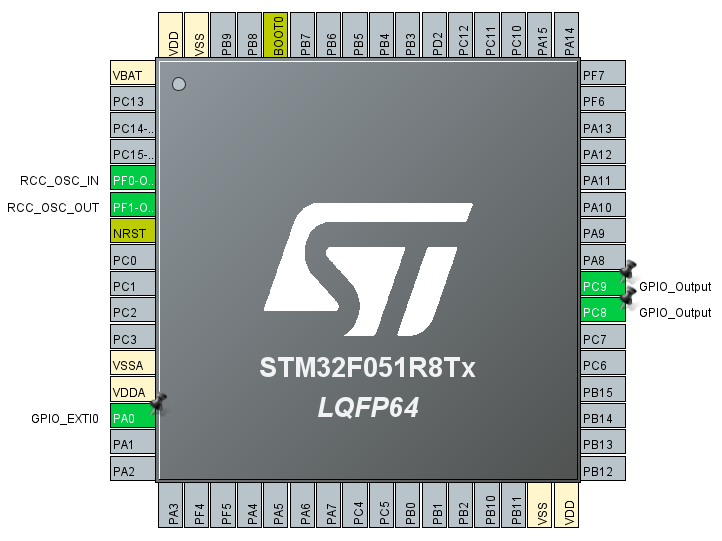 VDD
VSS
PB9
PB8
BOOT0
PB7
PB6
PB5
PB4
PB3
PD2
PC12
PC11
PC10
PA15
PA14
VBAT
PC13
PC14-..
PC15-..
RCC_OSC_IN PF0-O..
RCC_OSC_OUT PF1-O..
NRST
PC0
PC1
PC2
PC3
VSSA
VDDA
GPIO_EXTI0 PA0
PA1
PA2
ST
STM32F051R8Tx
LQFP64
PF7
PF6
PA13
PA12
PA11
PA10
PA9
PA8
PC9 GPIO_Output
PC8 GPIO_Output
PC7
PC6
PB15
PB14
PB13
PB12
PA3
PF4
PF5
PA4
PA5
PA6
PA7
PC4
PC5
PB0
PB1
PB2
PB10
PB11
VSS
VDD